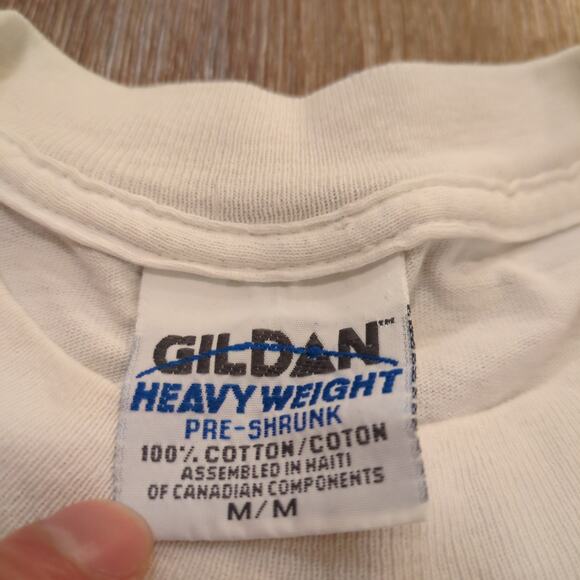 GILDAN™
HEAVY WEIGHT
PRE-SHRUNK
100% COTTON/COTON
ASSEMBLED IN HAITI
OF CANADIAN COMPONENTS
M/M